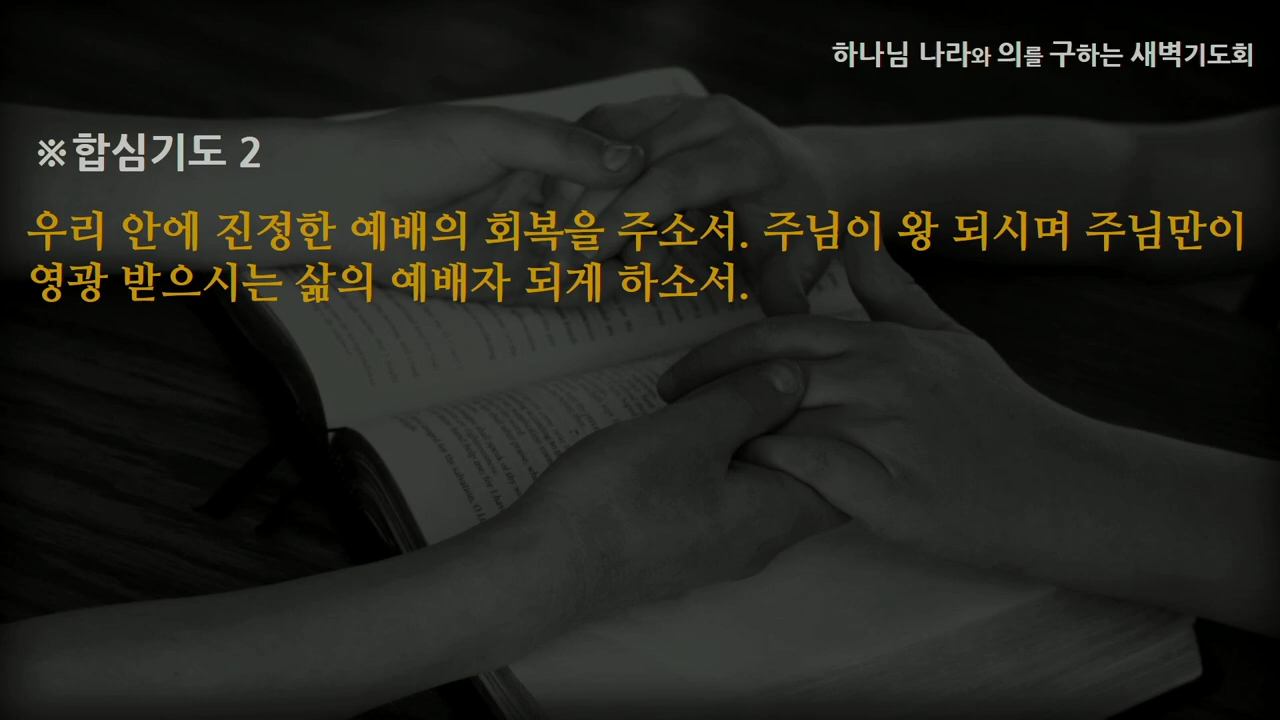 하나님 나라와 의를 구하는 새벽기도회
※합심기도 2
우리 안에 진정한 예배의 회복을 주소서. 주님이 왕 되시며 주님만이
영광 받으시는 삶의 예배자 되게 하소서.